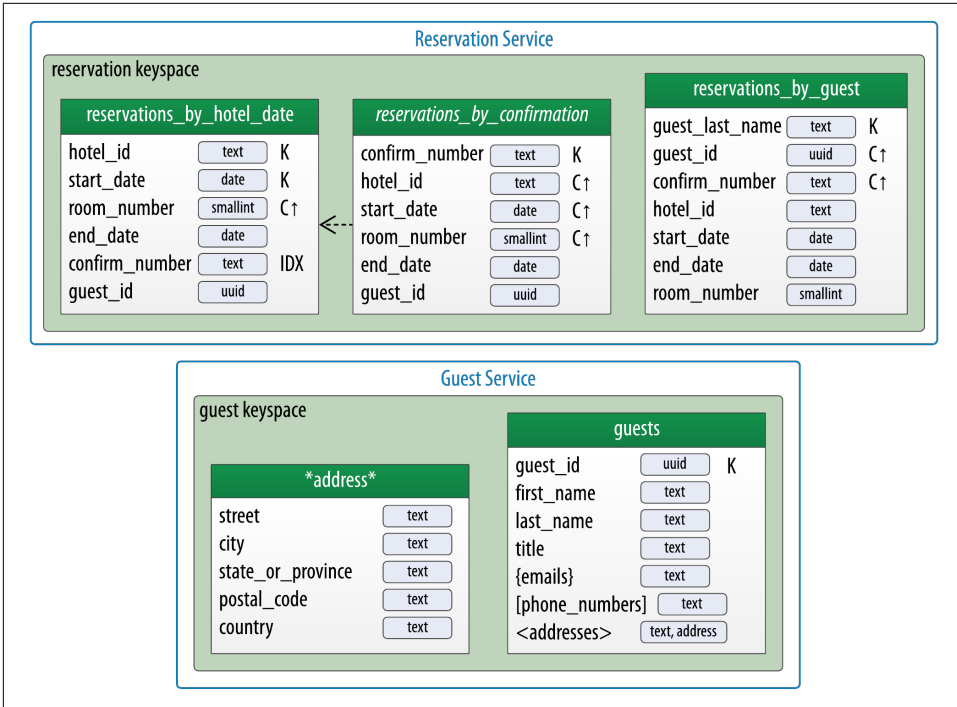 Reservation Service
reservation keyspace
reservations_by_hotel_date
hotel_id text K
start_date date K
room_number smallint C↑
end_date date
confirm_number text IDX
guest_id uuid
reservations_by_confirmation
confirm_number text K
hotel_id text C↑
start_date date C↑
room_number smallint C↑
end_date date
guest_id uuid
reservations_by_guest
guest_last_name text K
guest_id uuid C↑
confirm_number text C↑
hotel_id text
start_date date
end_date date
room_number smallint
Guest Service
guest keyspace
*address*
street text
city text
state_or_province text
postal_code text
country text
guests
guest_id uuid K
first_name text
last_name text
title text
{emails} text
[phone_numbers] text
<addresses> text, address